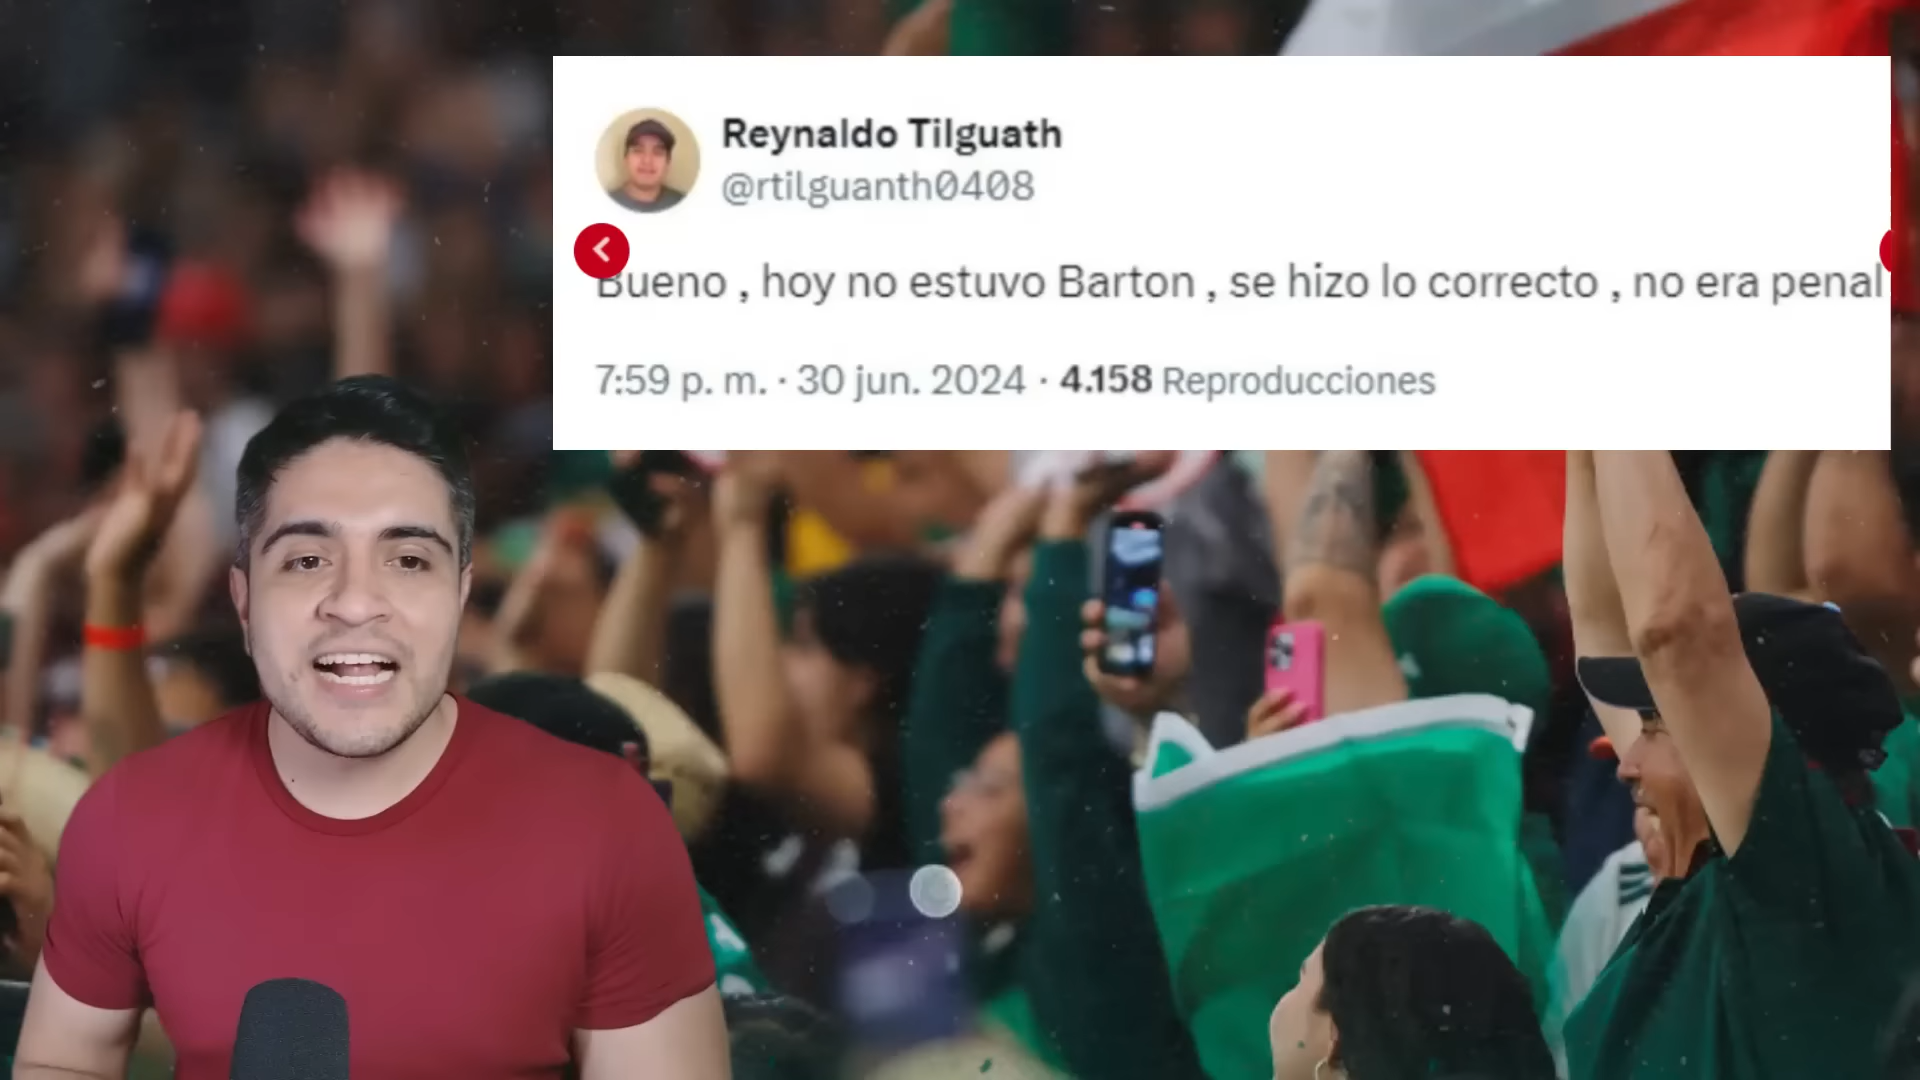 Reynaldo Tilguath
@rtilguanth0408
Bueno , hoy no estuvo Barton , se hizo lo correcto , no era penal
7:59 p. m. · 30 jun. 2024 · 4.158 Reproducciones